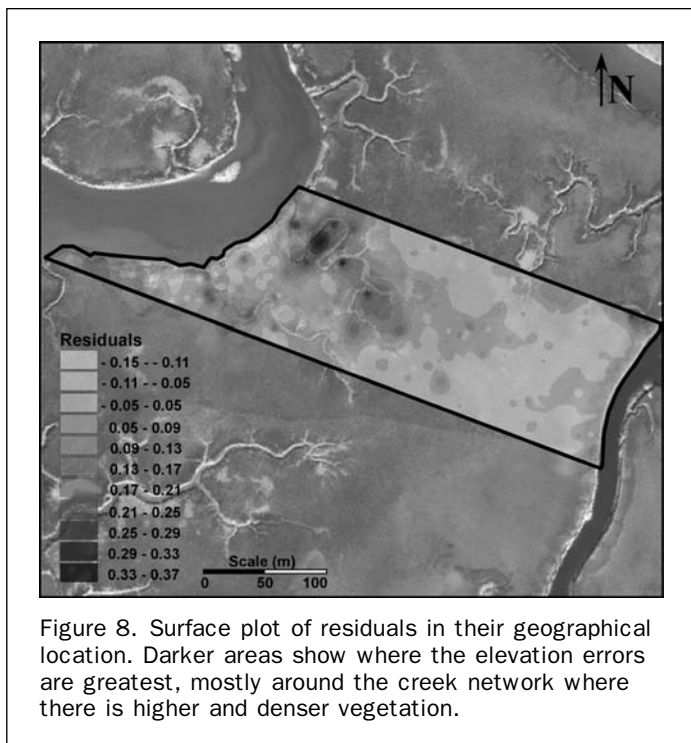 N
Residuals
- 0.15 - - 0.11
- 0.11 - - 0.05
- 0.05 - 0.05
0.05 - 0.09
0.09 - 0.13
0.13 - 0.17
0.17 - 0.21
0.21 - 0.25
0.25 - 0.29
0.29 - 0.33
0.33 - 0.37
Scale (m)
0 50 100
Figure 8. Surface plot of residuals in their geographical
location. Darker areas show where the elevation errors
are greatest, mostly around the creek network where
there is higher and denser vegetation.